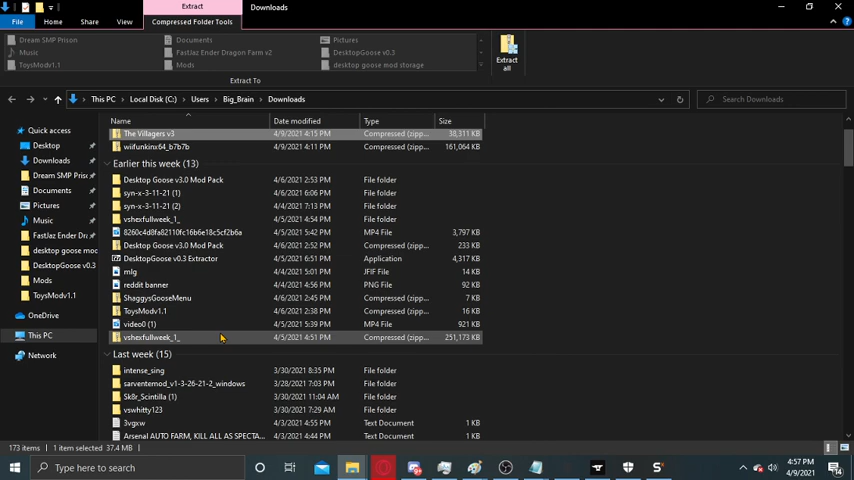 Extract
Downloads
File
Home
Share
View
Compressed Folder Tools
Dream SMP Prison
Documents
Pictures
Music
FastJaz Ender Dragon Farm v2
DesktopGoose v0.3
ToysModv1.1
Mods
desktop goose mod storage
Extract
all
Extract To
This PC > Local Disk (C:) > Users > Big_Brain > Downloads
Search Downloads
Name
Date modified
Type
Size
Quick access
Desktop
Downloads
Dream SMP Pris
Documents
Pictures
Music
FastJaz Ender Dra
desktop goose mo
DesktopGoose v0.3
Mods
ToysModv1.1
OneDrive
This PC
Network
The Villagers v3 4/9/2021 4:15 PM Compressed (zipp... 38,311 KB
wiifunkinx64_b7b7b 4/9/2021 4:11 PM Compressed (zipp... 161,064 KB
Earlier this week (13)
Desktop Goose v3.0 Mod Pack 4/6/2021 2:53 PM File folder
syn-x-3-11-21 (1) 4/6/2021 6:06 PM File folder
syn-x-3-11-21 (2) 4/4/2021 7:13 PM File folder
vshexfullweek_1_ 4/5/2021 4:54 PM File folder
8260c4d8fa82110fc16b6e18c5cf2b6a 4/5/2021 5:42 PM MP4 File 3,797 KB
Desktop Goose v3.0 Mod Pack 4/6/2021 2:52 PM Compressed (zipp... 233 KB
DesktopGoose v0.3 Extractor 4/5/2021 6:51 PM Application 4,317 KB
mlg 4/4/2021 5:01 PM JFIF File 14 KB
reddit banner 4/4/2021 4:56 PM PNG File 92 KB
ShaggysGooseMenu 4/6/2021 2:45 PM Compressed (zipp... 7 KB
ToysModv1.1 4/6/2021 2:38 PM Compressed (zipp... 16 KB
video0 (1) 4/5/2021 5:39 PM MP4 File 921 KB
vshexfullweek_1_ 4/5/2021 4:51 PM Compressed (zipp... 251,173 KB
Last week (15)
intense_sing 3/30/2021 8:35 PM File folder
sarventemod_v1-3-26-21-2_windows 3/28/2021 7:03 PM File folder
Sk8r_Scintilla (1) 3/30/2021 11:04 AM File folder
vswhitty123 3/30/2021 7:29 AM File folder
3vgxw 4/3/2021 4:55 PM Text Document 1 KB
Arsenal AUTO FARM, KILL ALL AS SPECTA... 4/3/2021 4:44 PM Text Document 1 KB
173 items 1 item selected 37.4 MB
Type here to search
4:57 PM
4/9/2021
14